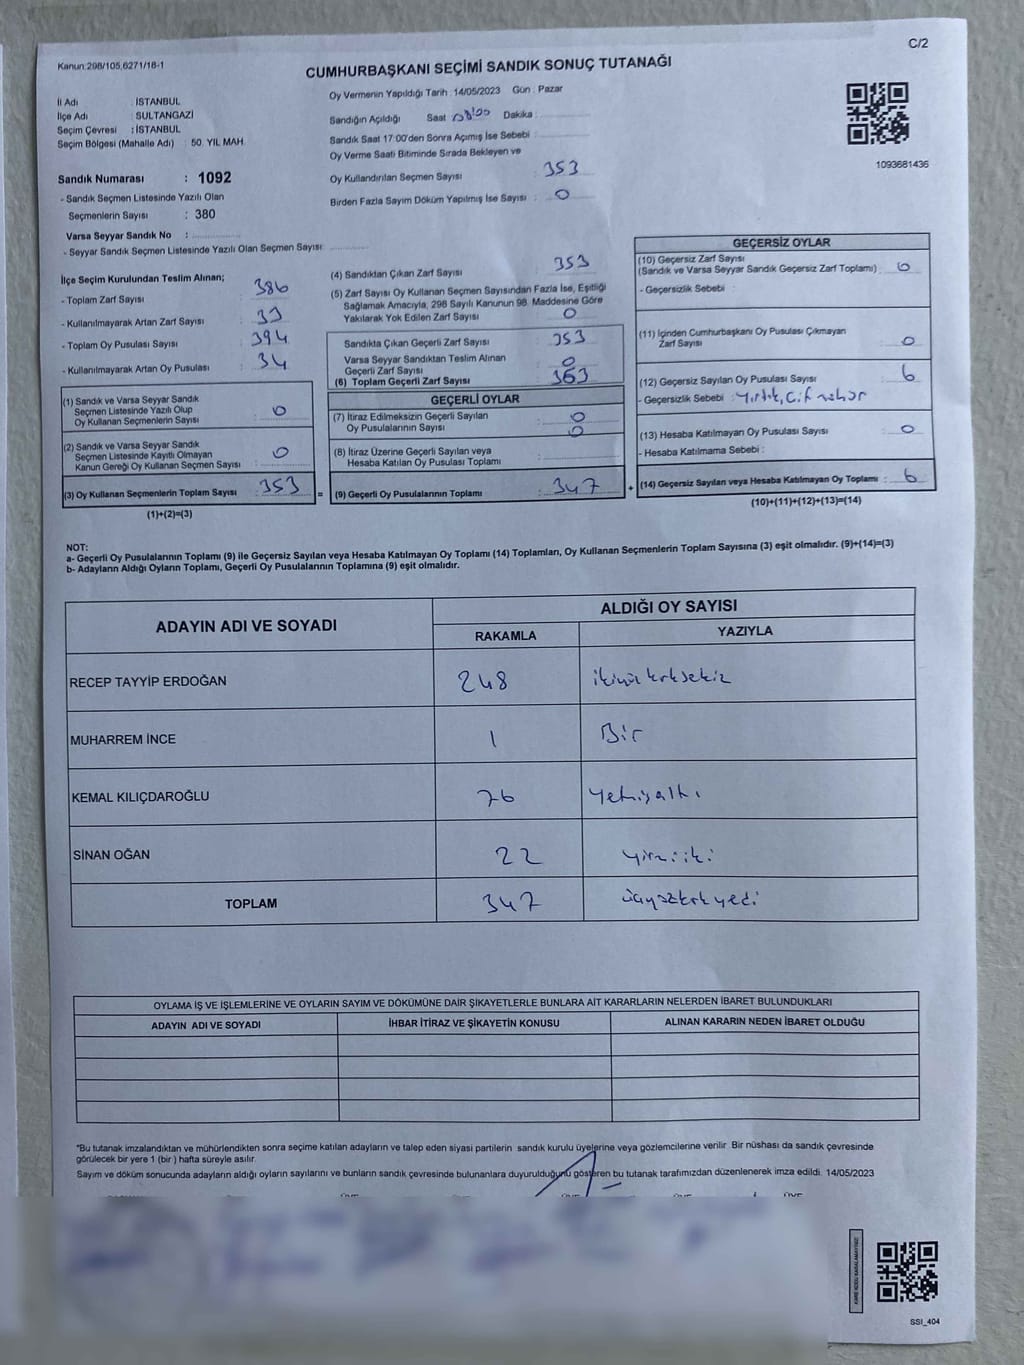 C/2
Kanun:298/105,6271/18-1
CUMHURBAŞKANI SEÇİMİ SANDIK SONUÇ TUTANAĞI
İl Adı : İSTANBUL
İlçe Adı : SULTANGAZİ
Seçim Çevresi : İSTANBUL
Seçim Bölgesi (Mahalle Adı) : 50. YIL MAH.
Sandık Numarası : 1092
- Sandık Seçmen Listesinde Yazılı Olan
Seçmenlerin Sayısı : 380
Varsa Seyyar Sandık No :
- Seyyar Sandık Seçmen Listesinde Yazılı Olan Seçmen Sayısı :
Oy Vermenin Yapıldığı Tarih : 14/05/2023 Gün : Pazar
Sandığın Açıldığı Saat 08:00 Dakika :
Sandık Saat 17:00'den Sonra Açımış İse Sebebi :
Oy Verme Saati Bitiminde Sırada Bekleyen ve
Oy Kullandırılan Seçmen Sayısı : 353
Birden Fazla Sayım Döküm Yapılmış İse Sayısı : 0
1093681436
İlçe Seçim Kurulundan Teslim Alınan;
- Toplam Zarf Sayısı : 386
- Kullanılmayarak Artan Zarf Sayısı : 33
- Toplam Oy Pusulası Sayısı : 394
- Kullanılmayarak Artan Oy Pusulası : 34
(1) Sandık ve Varsa Seyyar Sandık
Seçmen Listesinde Yazılı Olup
Oy Kullanan Seçmenlerin Sayısı : 0
(2) Sandık ve Varsa Seyyar Sandık
Seçmen Listesinde Kayıtlı Olmayan
Kanun Gereği Oy Kullanan Seçmen Sayısı : 0
(3) Oy Kullanan Seçmenlerin Toplam Sayısı : 353 =
(1)+(2)=(3)
(4) Sandıktan Çıkan Zarf Sayısı : 353
(5) Zarf Sayısı Oy Kullanan Seçmen Sayısından Fazla İse, Eşitliği
Sağlamak Amacıyla, 298 Sayılı Kanunun 98. Maddesine Göre
Yakılarak Yok Edilen Zarf Sayısı : 0
Sandıkta Çıkan Geçerli Zarf Sayısı : 353
Varsa Seyyar Sandıktan Teslim Alınan
Geçerli Zarf Sayısı : 0
(6) Toplam Geçerli Zarf Sayısı : 353
GEÇERLİ OYLAR
(7) İtiraz Edilmeksizin Geçerli Sayılan : 0
Oy Pusulalarının Sayısı : 0
(8) İtiraz Üzerine Geçerli Sayılan veya
Hesaba Katılan Oy Pusulası Toplamı :
(9) Geçerli Oy Pusulalarının Toplamı : 347 +
GEÇERSİZ OYLAR
(10) Geçersiz Zarf Sayısı
(Sandık ve Varsa Seyyar Sandık Geçersiz Zarf Toplamı) : 0
- Geçersizlik Sebebi :
(11) İçinden Cumhurbaşkanı Oy Pusulası Çıkmayan
Zarf Sayısı : 0
(12) Geçersiz Sayılan Oy Pusulası Sayısı : 6
- Geçersizlik Sebebi : Yırtık, Çift mühür
(13) Hesaba Katılmayan Oy Pusulası Sayısı : 0
- Hesaba Katılmama Sebebi :
(14) Geçersiz Sayılan veya Hesaba Katılmayan Oy Toplamı : 6
(10)+(11)+(12)+(13)=(14)
NOT:
a- Geçerli Oy Pusulalarının Toplamı (9) ile Geçersiz Sayılan veya Hesaba Katılmayan Oy Toplamı (14) Toplamları, Oy Kullanan Seçmenlerin Toplam Sayısına (3) eşit olmalıdır. (9)+(14)=(3)
b- Adayların Aldığı Oyların Toplamı, Geçerli Oy Pusulalarının Toplamına (9) eşit olmalıdır.
ADAYIN ADI VE SOYADI ALDIĞI OY SAYISI
RAKAMLA YAZIYLA
RECEP TAYYİP ERDOĞAN 248 ikiyüzkırksekiz
MUHARREM İNCE 1 Bir
KEMAL KILIÇDAROĞLU 76 Yetmişaltı
SİNAN OĞAN 22 yirmiiki
TOPLAM 347 üçyüzkırkyedi
OYLAMA İŞ VE İŞLEMLERİNE VE OYLARIN SAYIM VE DÖKÜMÜNE DAİR ŞİKAYETLERLE BUNLARA AİT KARARLARIN NELERDEN İBARET BULUNDUKLARI
ADAYIN ADI VE SOYADI İHBAR İTİRAZ VE ŞİKAYETİN KONUSU ALINAN KARARIN NEDEN İBARET OLDUĞU
*Bu tutanak imzalandıktan ve mühürlendikten sonra seçime katılan adayların ve talep eden siyasi partilerin sandık kurulu üyelerine veya gözlemcilerine verilir. Bir nüshası da sandık çevresinde
görülecek bir yere 1 (bir ) hafta süreyle asılır.
Sayım ve döküm sonucunda adayların aldığı oyların sayılarını ve bunların sandık çevresinde bulunanlara duyurulduğunu gösteren bu tutanak tarafımızdan düzenlenerek imza edildi. 14/05/2023
SSI_404